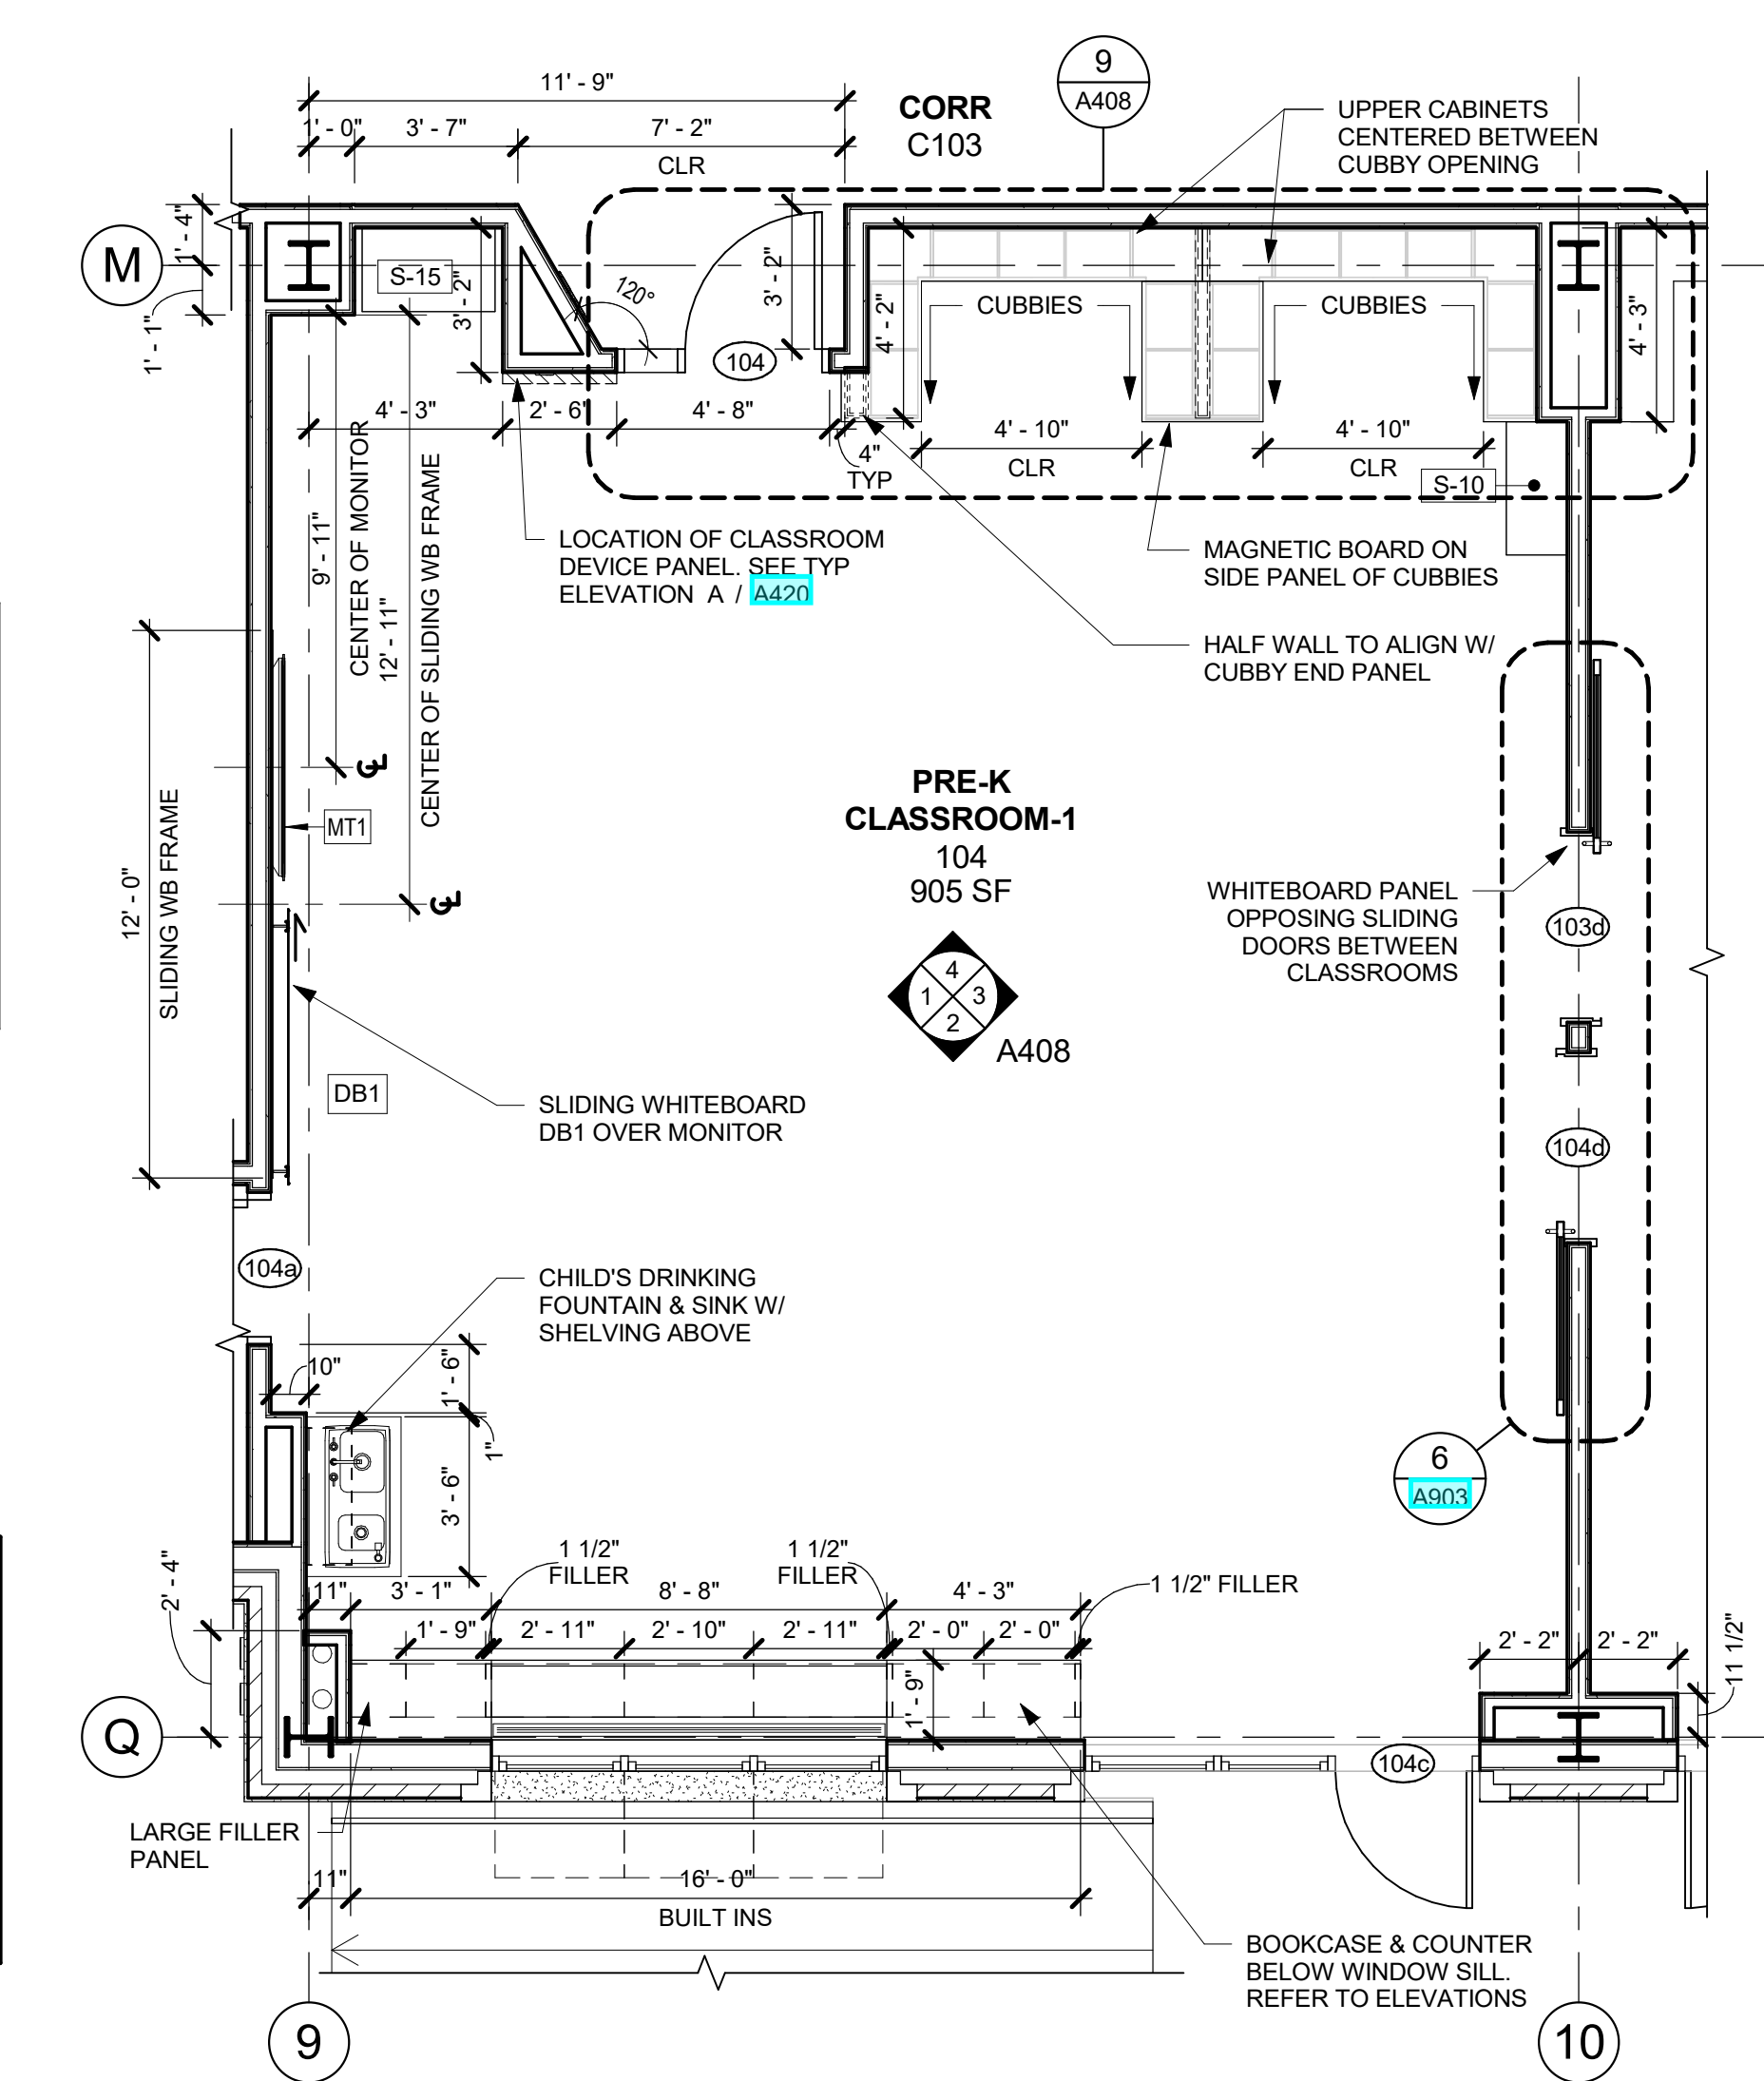 11' - 9"
1' - 0"
3' - 7"
7' - 2"
CLR
CORR
C103
9
A408
UPPER CABINETS
CENTERED BETWEEN
CUBBY OPENING
M
1' - 4"
1' - 1"
S-15
3' - 2"
120°
104
3' - 2"
4' - 2"
CUBBIES
CUBBIES
4' - 3"
4' - 3"
2' - 6"
4' - 8"
4"
TYP
4' - 10"
CLR
4' - 10"
CLR
S-10
9' - 11"
CENTER OF MONITOR
12' - 11"
CENTER OF SLIDING WB FRAME
LOCATION OF CLASSROOM
DEVICE PANEL. SEE TYP
ELEVATION A / A420
MAGNETIC BOARD ON
SIDE PANEL OF CUBBIES
HALF WALL TO ALIGN W/
CUBBY END PANEL
12' - 0"
SLIDING WB FRAME
CL
MT1
CL
PRE-K
CLASSROOM-1
104
905 SF
4
1
3
2
A408
WHITEBOARD PANEL
OPPOSING SLIDING
DOORS BETWEEN
CLASSROOMS
103d
104d
DB1
SLIDING WHITEBOARD
DB1 OVER MONITOR
104a
CHILD'S DRINKING
FOUNTAIN & SINK W/
SHELVING ABOVE
10"
1' - 6"
1"
3' - 6"
6
A903
2' - 4"
11"
3' - 1"
1 1/2"
FILLER
8' - 8"
1 1/2"
FILLER
4' - 3"
1 1/2" FILLER
1' - 9"
2' - 11"
2' - 10"
2' - 11"
2' - 0"
2' - 0"
1' - 9"
2' - 2"
2' - 2"
11 1/2"
Q
104c
LARGE FILLER
PANEL
11"
16' - 0"
BUILT INS
BOOKCASE & COUNTER
BELOW WINDOW SILL.
REFER TO ELEVATIONS
9
10